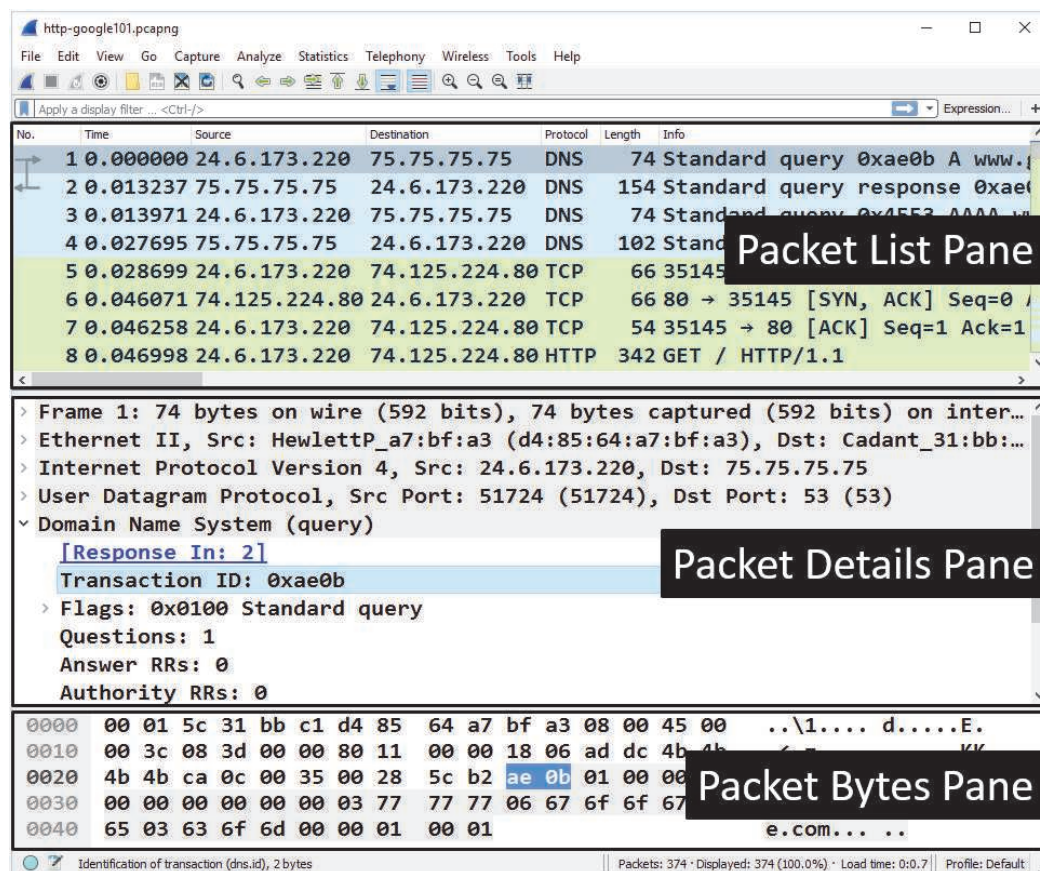 http-google101.pcapng
File Edit View Go Capture Analyze Statistics Telephony Wireless Tools Help
Apply a display filter ... <Ctrl-/> Expression... +
No. Time Source Destination Protocol Length Info
1 0.000000 24.6.173.220 75.75.75.75 DNS 74 Standard query 0xae0b A
2 0.013237 75.75.75.75 24.6.173.220 DNS 154 Standard query response
3 0.013971 24.6.173.220 75.75.75.75 DNS 74
4 0.027695 75.75.75.75 24.6.173.220 DNS 102
Packet List Pane
5 0.028699 24.6.173.220 74.125.224.80 TCP 66 35145
6 0.046071 74.125.224.80 24.6.173.220 TCP 66 80 → 35145 [SYN, ACK] Seq=0
7 0.046258 24.6.173.220 74.125.224.80 TCP 54 35145 → 80 [ACK] Seq=1 Ack=1
8 0.046998 24.6.173.220 74.125.224.80 HTTP 342 GET / HTTP/1.1
Frame 1: 74 bytes on wire (592 bits), 74 bytes captured (592 bits) on inter…
Ethernet II, Src: HewlettP_a7:bf:a3 (d4:85:64:a7:bf:a3), Dst: Cadant_31:bb:…
Internet Protocol Version 4, Src: 24.6.173.220, Dst: 75.75.75.75
User Datagram Protocol, Src Port: 51724 (51724), Dst Port: 53 (53)
Domain Name System (query)
[Response In: 2]
Packet Details Pane
Transaction ID: 0xae0b
Flags: 0x0100 Standard query
Questions: 1
Answer RRs: 0
Authority RRs: 0
0000 00 01 5c 31 bb c1 d4 85 64 a7 bf a3 08 00 45 00 ..\1.... d.....E.
0010 00 3c 08 3d 00 00 80 11 00 00 18 06 ad dc 4b 4b
0020 4b 4b ca 0c 00 35 00 28 5c b2 ae 0b 01 00 00
Packet Bytes Pane
0030 00 00 00 00 00 00 03 77 77 77 06 67 6f 6f 67
0040 65 03 63 6f 6d 00 00 01 00 01 e.com... ..
Identification of transaction (dns.id), 2 bytes Packets: 374 · Displayed: 374 (100.0%) · Load time: 0:0.7 Profile: Default